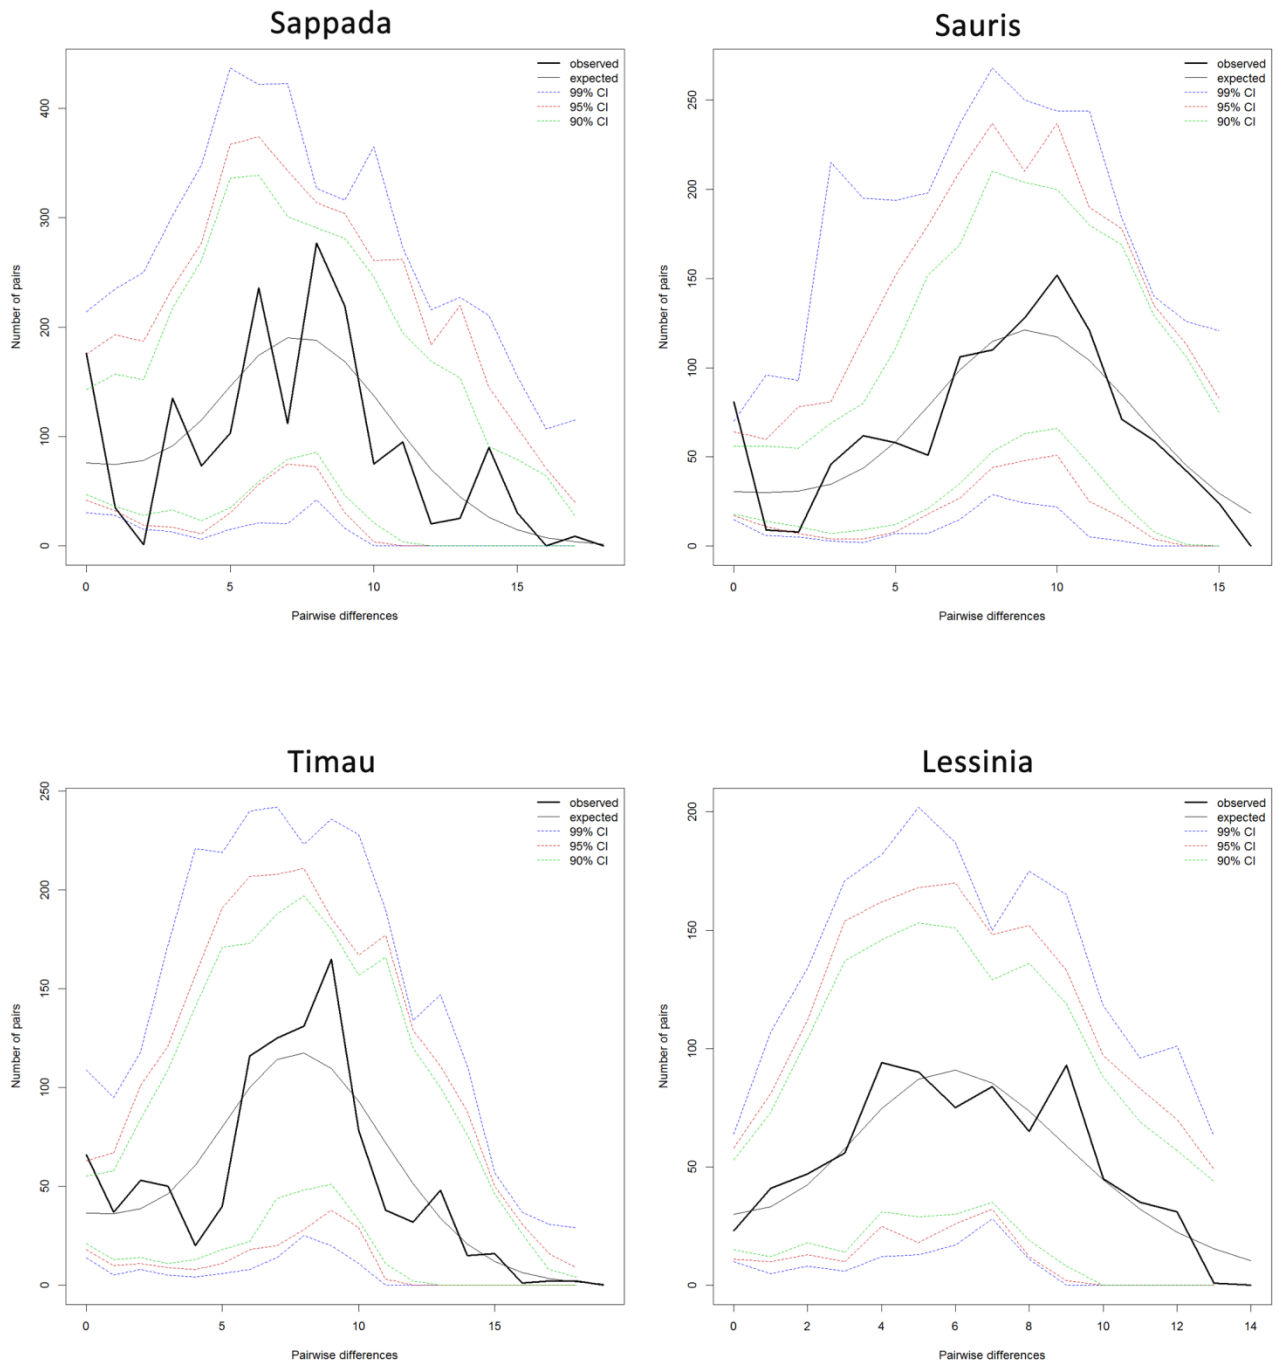 Sappada
observed
expected
99% CI
95% CI
90% CI
Number of pairs
0 100 200 300 400
0 5 10 15
Pairwise differences
Sauris
observed
expected
99% CI
95% CI
90% CI
Number of pairs
0 50 100 150 200 250
0 5 10 15
Pairwise differences
Timau
observed
expected
99% CI
95% CI
90% CI
Number of pairs
0 50 100 150 200 250
0 5 10 15
Pairwise differences
Lessinia
observed
expected
99% CI
95% CI
90% CI
Number of pairs
0 50 100 150 200
0 2 4 6 8 10 12 14
Pairwise differences